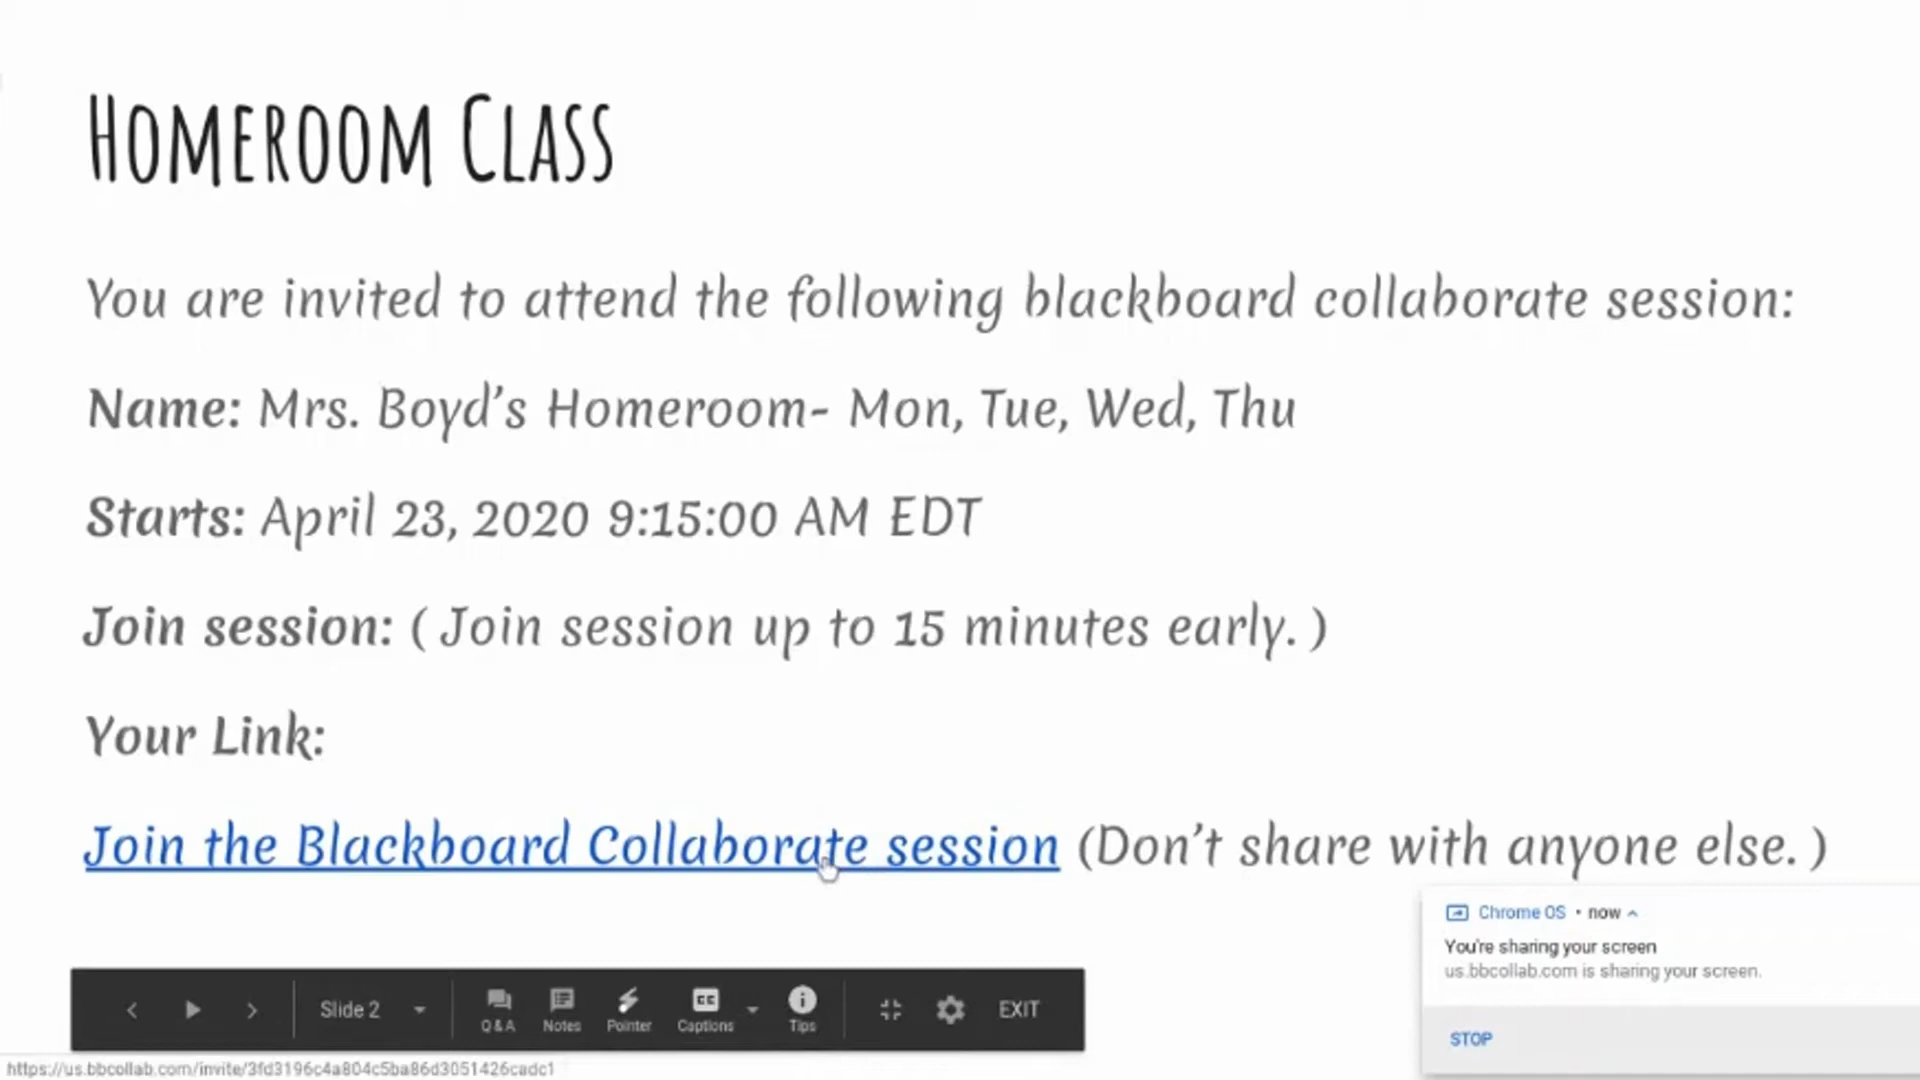 Homeroom Class
You are invited to attend the following blackboard collaborate session:
Name: Mrs. Boyd's Homeroom- Mon, Tue, Wed, Thu
Starts: April 23, 2020 9:15:00 AM EDT
Join session: ( Join session up to 15 minutes early. )
Your Link:
Join the Blackboard Collaborate session (Don't share with anyone else. )
Chrome OS • now
You're sharing your screen
us.bbcollab.com is sharing your screen.
STOP
Slide 2
Q & A
Notes
Pointer
CC
Captions
Tips
EXIT
https://us.bbcollab.com/invite/3fd3196c4a804c5ba86d3051426cadc1